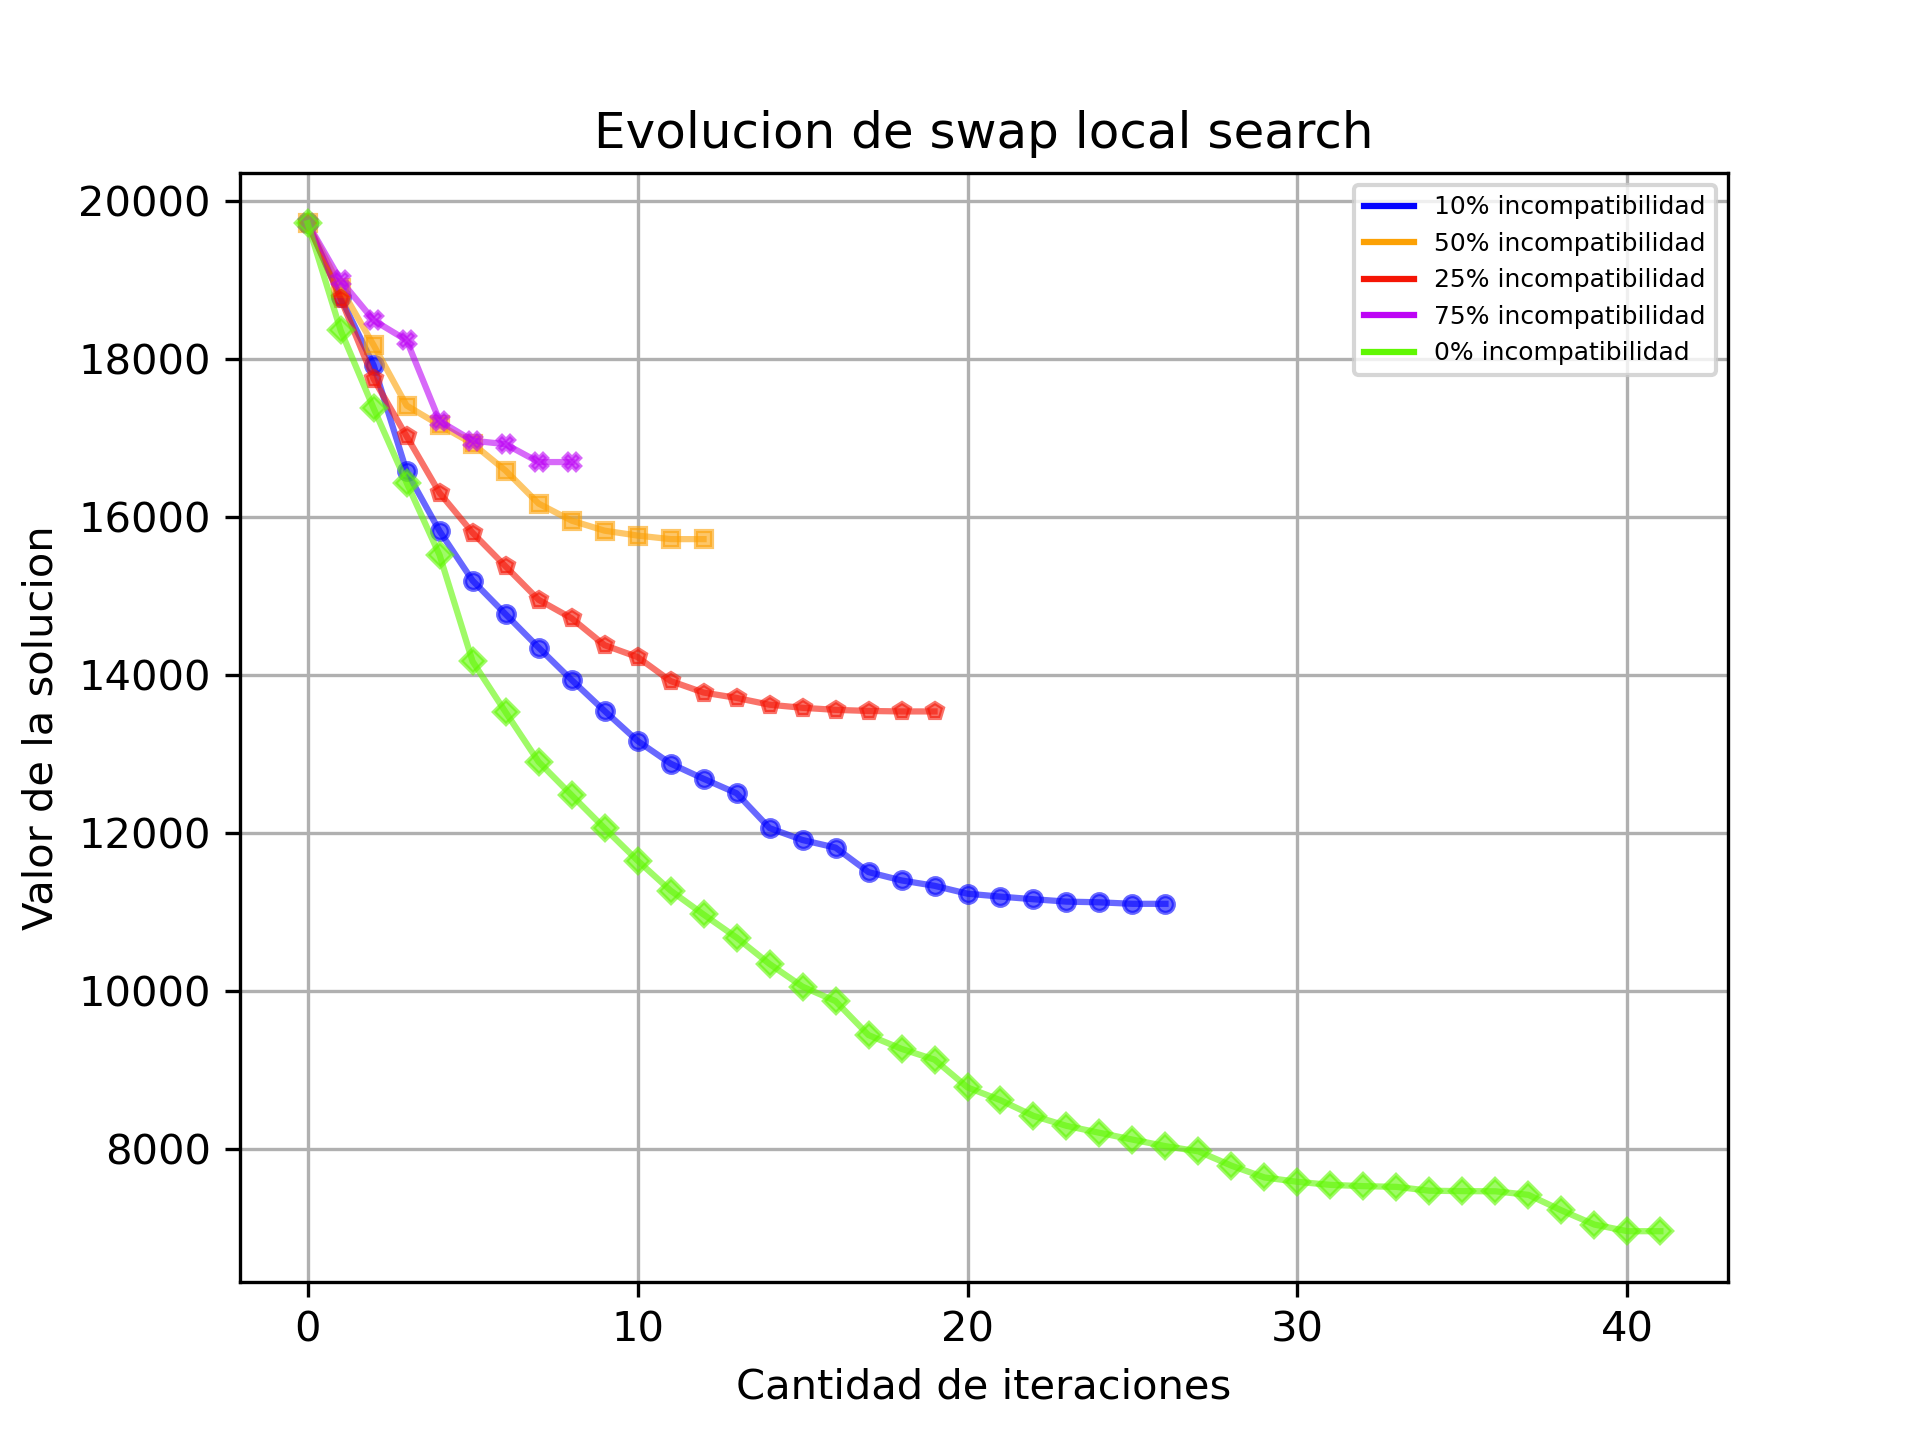 Evolucion de swap local search
20000
18000
16000
14000
12000
10000
8000
Valor de la solucion
10% incompatibilidad
50% incompatibilidad
25% incompatibilidad
75% incompatibilidad
0% incompatibilidad
0 10 20 30 40
Cantidad de iteraciones